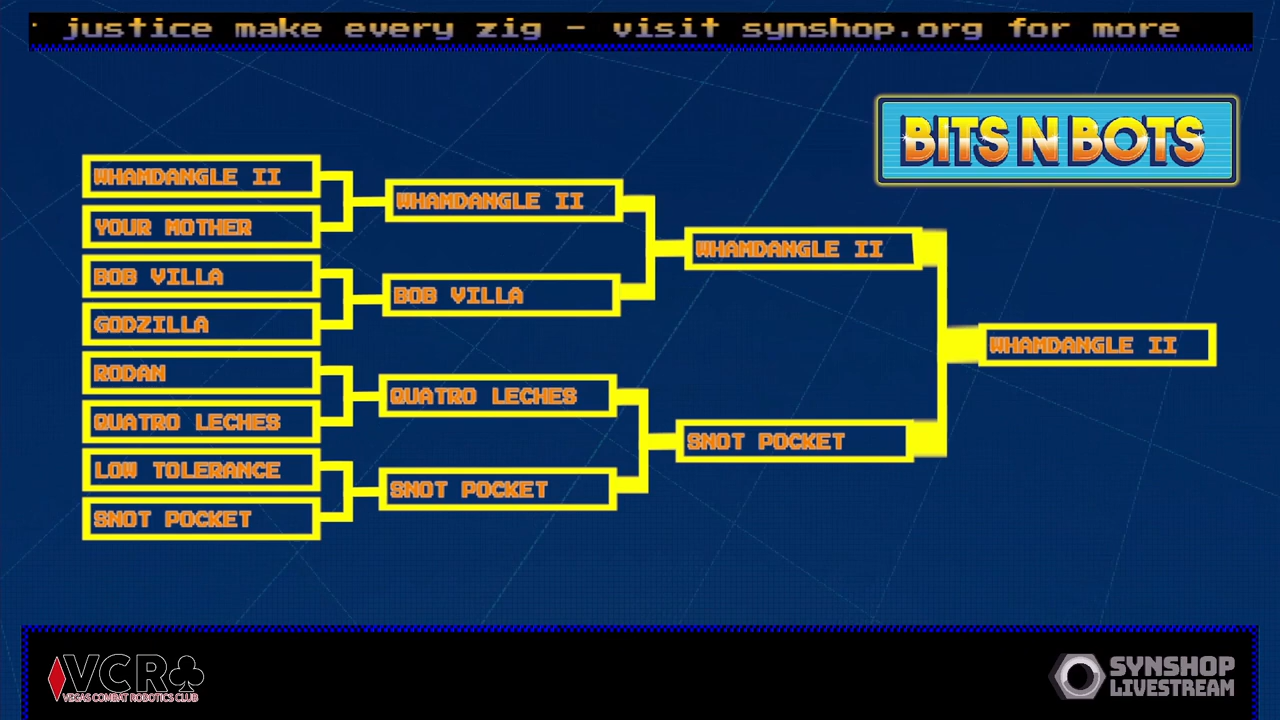 justice make every zig - visit synshop.org for more
BITS N BOTS
WHAMDANGLE II
YOUR MOTHER
BOB VILLA
GODZILLA
RODAN
QUATRO LECHES
LOW TOLERANCE
SNOT POCKET
WHAMDANGLE II
BOB VILLA
QUATRO LECHES
SNOT POCKET
WHAMDANGLE II
SNOT POCKET
WHAMDANGLE II
VCR
VEGAS COMBAT ROBOTICS CLUB
SYNSHOP
LIVESTREAM